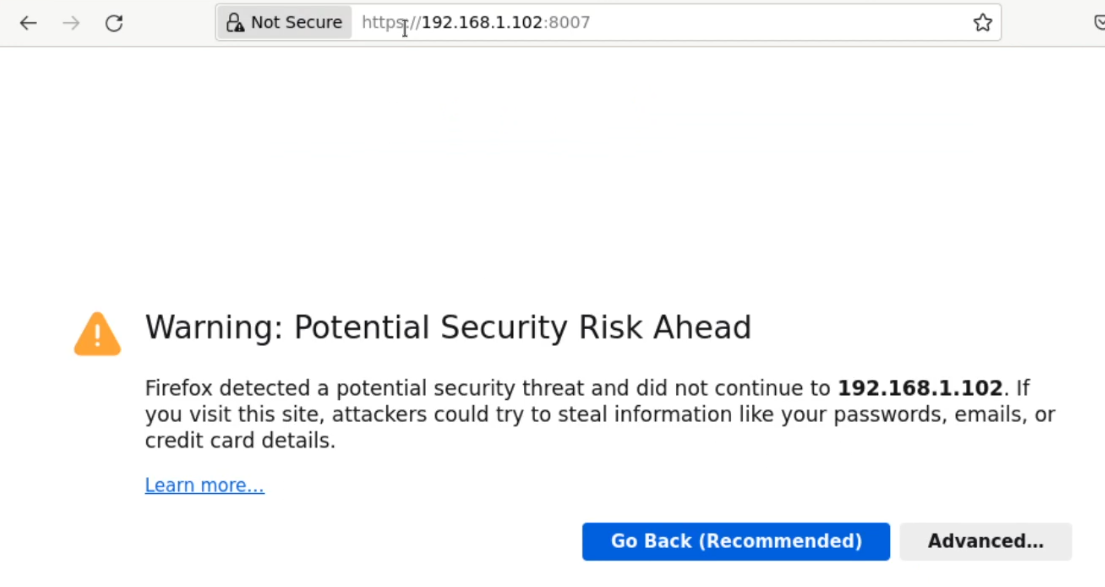 Not Secure https://192.168.1.102:8007
Warning: Potential Security Risk Ahead
Firefox detected a potential security threat and did not continue to 192.168.1.102. If
you visit this site, attackers could try to steal information like your passwords, emails, or
credit card details.
Learn more…
Go Back (Recommended) Advanced…